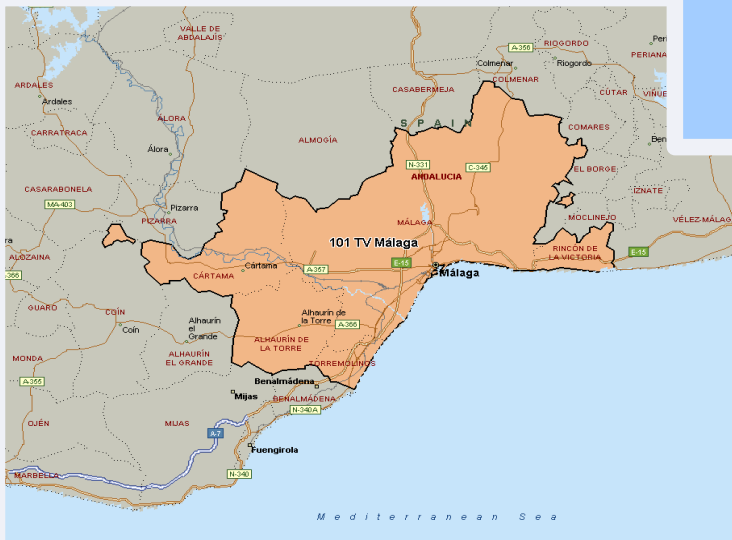 VALLE DE
ABDALAJÍS
A-356
RIOGORDO
PERIANA
Colmenar
Riogordo
COLMENAR
ARDALES
Ardales
CASABERMEJA
CÚTAR
ÁLORA
SPAIN
COMARES
CARRATRACA
ALMOGÍA
Álora
N-331
C-345
EL BORGE
ANDALUCIA
CASARABONELA
IZNATE
MA-403
Pizarra
PIZARRA
MÁLAGA
MOCLINEJO
101 TV Málaga
RINCÓN DE
LA VICTORIA
E-15
ALOZAINA
E-15
Cártama
A-357
Málaga
CÁRTAMA
GUARO
COÍN
Coín
Alhaurín
el
Grande
Alhaurín de
la Torre
A-366
ALHAURÍN DE
LA TORRE
MONDA
ALHAURÍN
EL GRANDE
TORREMOLINOS
A-355
Benalmádena
Mijas
BENALMÁDENA
N-340A
OJÉN
MIJAS
A-7
Fuengirola
MARBELLA
N-340
Mediterranean Sea